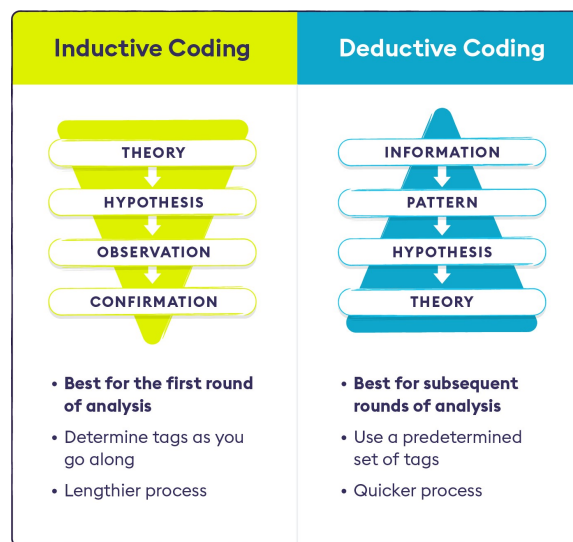 Inductive Coding
THEORY
HYPOTHESIS
OBSERVATION
CONFIRMATION
• Best for the first round
of analysis
• Determine tags as you
go along
• Lengthier process
Deductive Coding
INFORMATION
PATTERN
HYPOTHESIS
THEORY
• Best for subsequent
rounds of analysis
• Use a predetermined
set of tags
• Quicker process